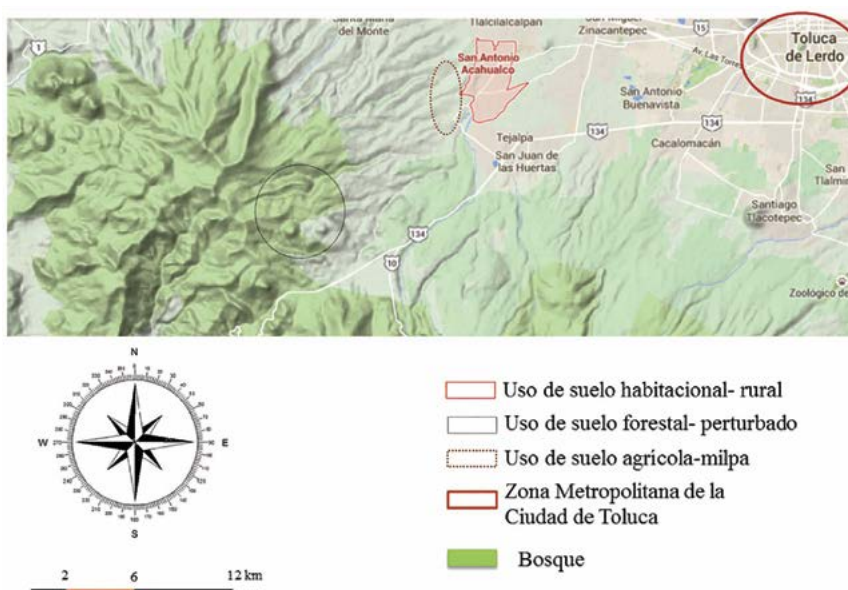 Santa María
del Monte
Tlalcilalcalpan
San Miguel
Zinacantepec
15
Toluca
de Lerdo
1
San Antonio
Acahualco
Av. Las Torres
San Antonio
Buenavista
134
134
134
Tejalpa
134
San Juan de
las Huertas
Cacalomacán
San
Tlalmim
Santiago
Tlacotepec
134
10
Zoológico de
N
W
E
S
Uso de suelo habitacional- rural
Uso de suelo forestal- perturbado
Uso de suelo agrícola-milpa
Zona Metropolitana de la
Ciudad de Toluca
Bosque
2 6 12 km